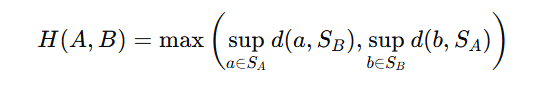 H(A, B) = max ( sup_{a∈S_A} d(a, S_B), sup_{b∈S_B} d(b, S_A) )